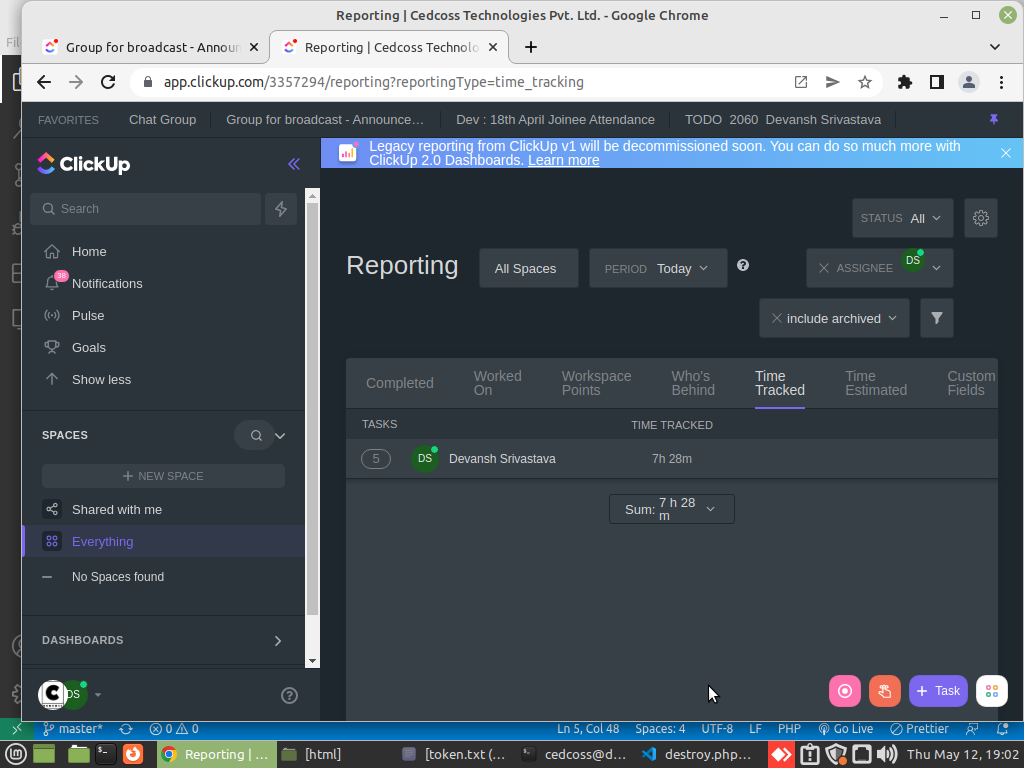 Reporting | Cedcoss Technologies Pvt. Ltd. - Google Chrome
Fil
Group for broadcast - Announ
Reporting | Cedcoss Technolo
app.clickup.com/3357294/reporting?reportingType=time_tracking
FAVORITES
Chat Group
Group for broadcast - Announce…
Dev : 18th April Joinee Attendance
TODO 2060 Devansh Srivastava
ClickUp
Legacy reporting from ClickUp v1 will be decommissioned soon. You can do so much more with
ClickUp 2.0 Dashboards. Learn more
Search
STATUS All
Home
38
Notifications
Pulse
Goals
Show less
Reporting
All Spaces
PERIOD Today
ASSIGNEE DS
include archived
Completed
Worked
On
Workspace
Points
Who's
Behind
Time
Tracked
Time
Estimated
Custom
Fields
TASKS
TIME TRACKED
5
DS
Devansh Srivastava
7h 28m
Sum: 7 h 28
m
SPACES
NEW SPACE
Shared with me
Everything
No Spaces found
DASHBOARDS
C
DS
Task
master*
0
0
Ln 5, Col 48
Spaces: 4
UTF-8
LF
PHP
Go Live
Prettier
Reporting | …
[html]
[token.txt (…
cedcoss@d…
destroy.php…
Thu May 12, 19:02